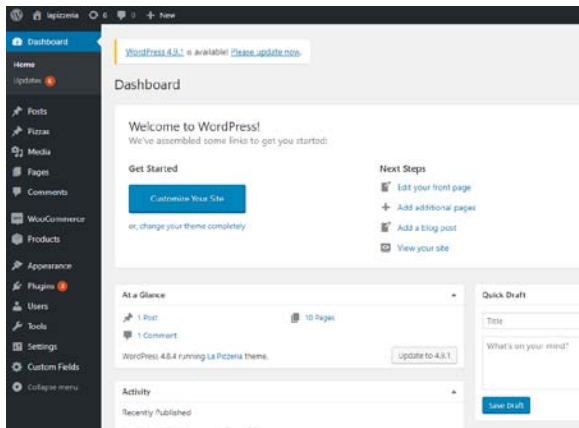 lapizzeria 6 0 + New
Dashboard
Home
Updates
Posts
Pizzas
Media
Pages
Comments
WooCommerce
Products
Appearance
Plugins
Users
Tools
Settings
Custom Fields
Collapse menu
WordPress 4.9.1 is available! Please update now.
Dashboard
Welcome to WordPress!
We've assembled some links to get you started:
Get Started
Customize Your Site
or, change your theme completely
Next Steps
Edit your front page
Add additional pages
Add a blog post
View your site
At a Glance
1 Post
10 Pages
1 Comment
WordPress 4.8.4 running La Pizzeria theme.
Update to 4.9.1
Activity
Recently Published
Quick Draft
Title
What's on your mind?
Save Draft